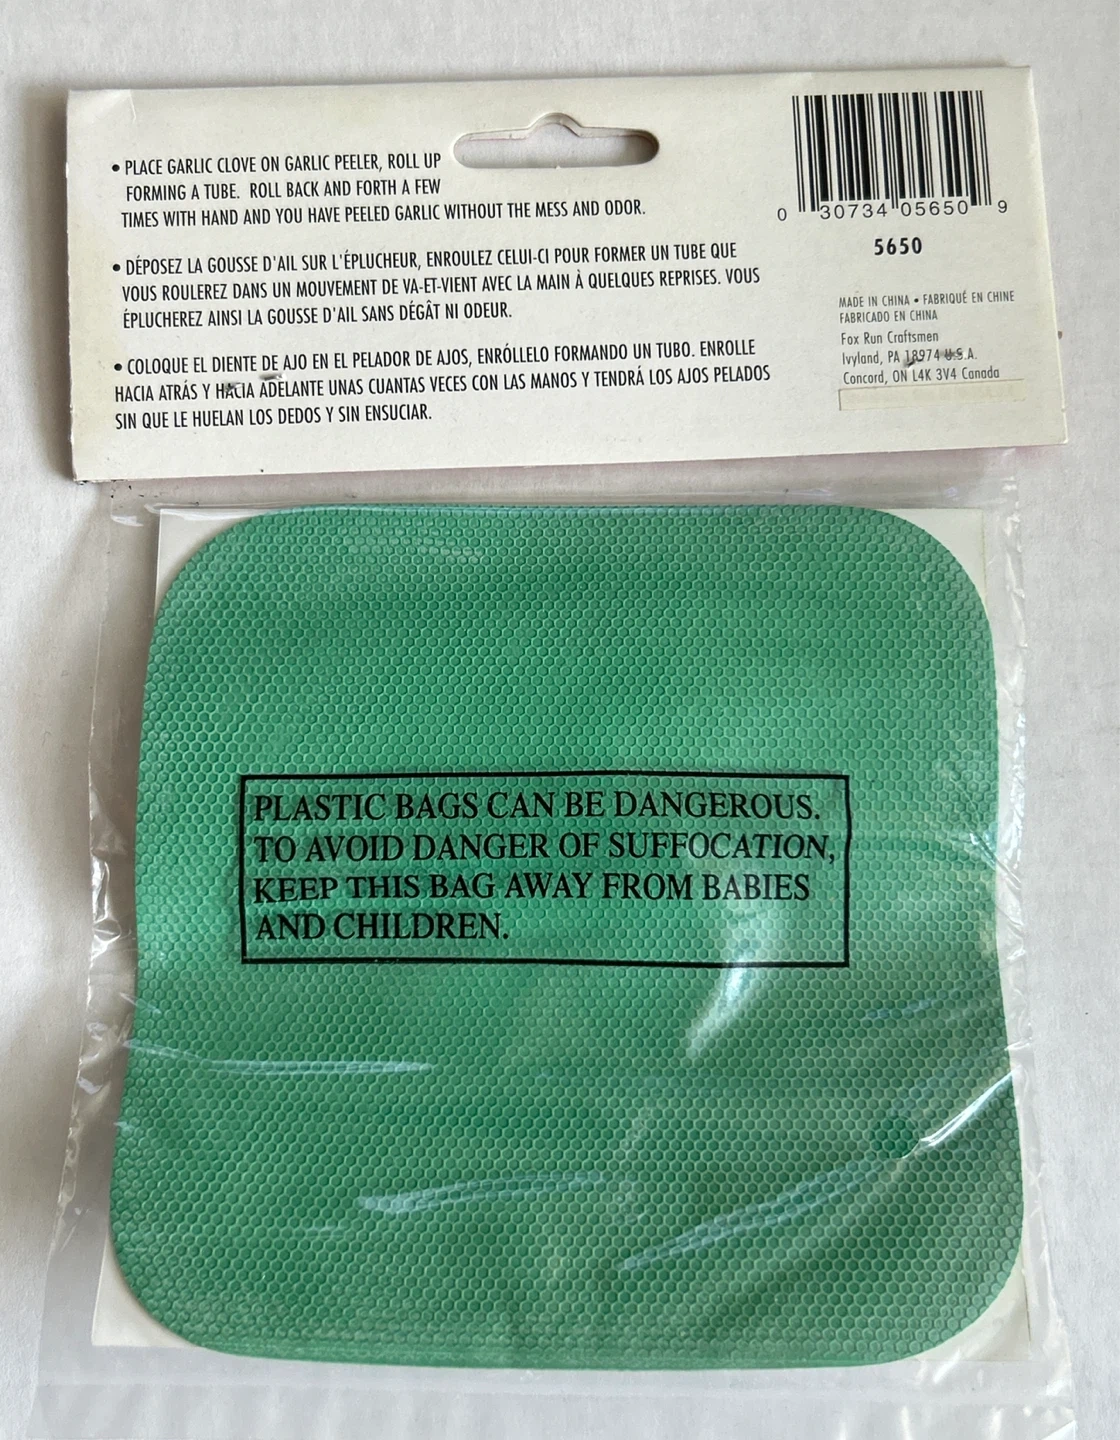 • PLACE GARLIC CLOVE ON GARLIC PEELER, ROLL UP
FORMING A TUBE. ROLL BACK AND FORTH A FEW
TIMES WITH HAND AND YOU HAVE PEELED GARLIC WITHOUT THE MESS AND ODOR.
• DÉPOSEZ LA GOUSSE D'AIL SUR L'ÉPLUCHEUR, ENROULEZ CELUI-CI POUR FORMER UN TUBE QUE
VOUS ROULEREZ DANS UN MOUVEMENT DE VA-ET-VIENT AVEC LA MAIN À QUELQUES REPRISES. VOUS
ÉPLUCHEREZ AINSI LA GOUSSE D'AIL SANS DÉGÂT NI ODEUR.
• COLOQUE EL DIENTE DE AJO EN EL PELADOR DE AJOS, ENRÓLLELO FORMANDO UN TUBO. ENROLLE
HACIA ATRÁS Y HACIA ADELANTE UNAS CUANTAS VECES CON LAS MANOS Y TENDRÁ LOS AJOS PELADOS
SIN QUE LE HUELAN LOS DEDOS Y SIN ENSUCIAR.
0 30734 05650 9
5650
MADE IN CHINA • FABRIQUÉ EN CHINE
FABRICADO EN CHINA
Fox Run Craftsmen
Ivyland, PA 18974 U.S.A.
Concord, ON L4K 3V4 Canada
PLASTIC BAGS CAN BE DANGEROUS.
TO AVOID DANGER OF SUFFOCATION,
KEEP THIS BAG AWAY FROM BABIES
AND CHILDREN.